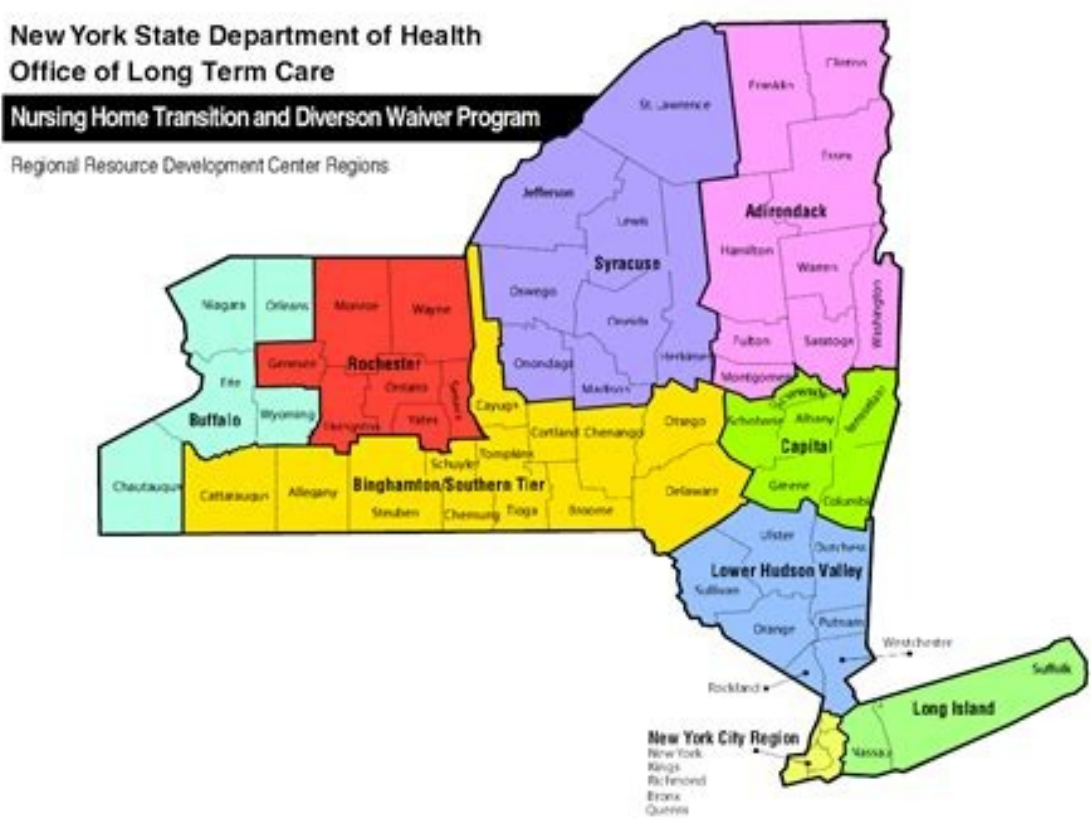 New York State Department of Health
Office of Long Term Care
Nursing Home Transition and Diverson Waiver Program
Regional Resource Development Center Regions
St. Lawrence
Franklin
Clinton
Essex
Jefferson
Lewis
Adirondack
Hamilton
Warren
Washington
Syracuse
Oswego
Oneida
Herkimer
Onondaga
Madison
Fulton
Saratoga
Montgomery
Niagara
Orleans
Monroe
Wayne
Genesee
Rochester
Ontario
Seneca
Erie
Wyoming
Livingston
Yates
Buffalo
Cayuga
Cortland
Chenango
Otsego
Schoharie
Schenectady
Albany
Rensselaer
Capital
Tompkins
Schuyler
Chautauqua
Cattaraugus
Allegany
Binghamton/Southern Tier
Steuben
Chemung
Tioga
Broome
Delaware
Greene
Columbia
Ulster
Dutchess
Lower Hudson Valley
Sullivan
Orange
Putnam
Westchester
Rockland
Suffolk
Long Island
Nassau
New York City Region
New York
Kings
Richmond
Bronx
Queens